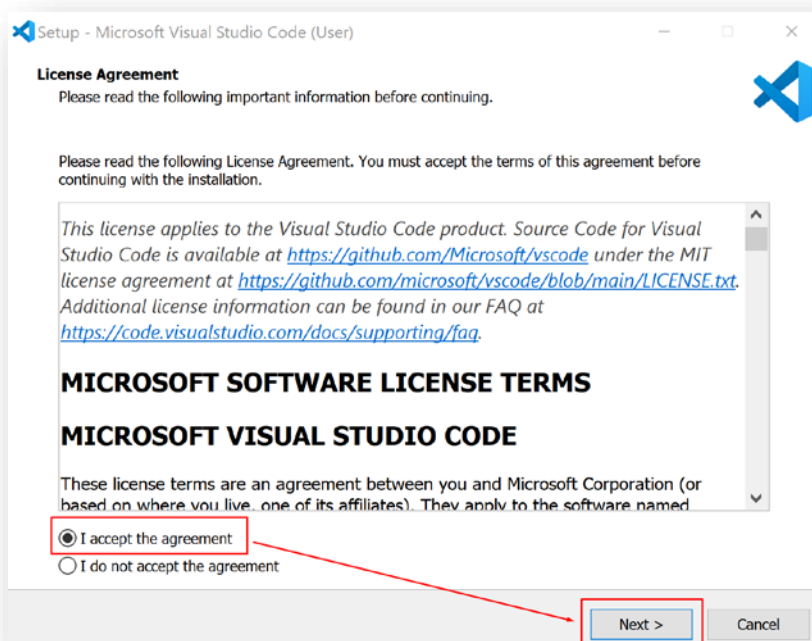 Setup - Microsoft Visual Studio Code (User)
License Agreement
Please read the following important information before continuing.
Please read the following License Agreement. You must accept the terms of this agreement before
continuing with the installation.
This license applies to the Visual Studio Code product. Source Code for Visual
Studio Code is available at https://github.com/Microsoft/vscode under the MIT
license agreement at https://github.com/microsoft/vscode/blob/main/LICENSE.txt.
Additional license information can be found in our FAQ at
https://code.visualstudio.com/docs/supporting/faq.
MICROSOFT SOFTWARE LICENSE TERMS
MICROSOFT VISUAL STUDIO CODE
These license terms are an agreement between you and Microsoft Corporation (or
based on where you live, one of its affiliates). They apply to the software named
I accept the agreement
I do not accept the agreement
Next >
Cancel